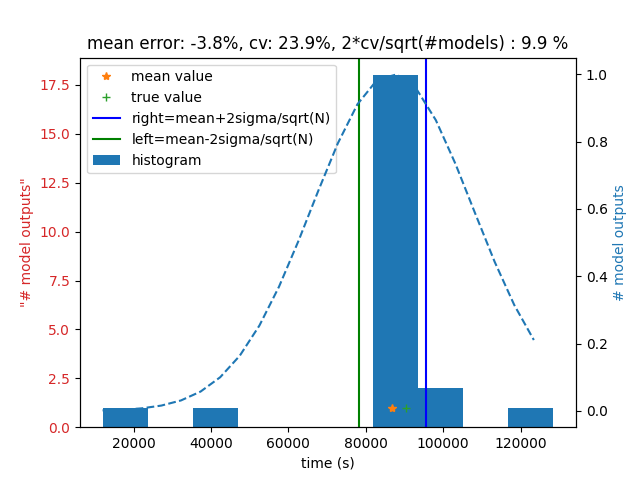 mean error: -3.8%, cv: 23.9%, 2*cv/sqrt(#models) : 9.9 %
mean value
true value
right=mean+2sigma/sqrt(N)
left=mean-2sigma/sqrt(N)
histogram
"# model outputs"
17.5
15.0
12.5
10.0
7.5
5.0
2.5
0.0
1.0
0.8
0.6
0.4
0.2
0.0
# model outputs
20000 40000 60000 80000 100000 120000
time (s)